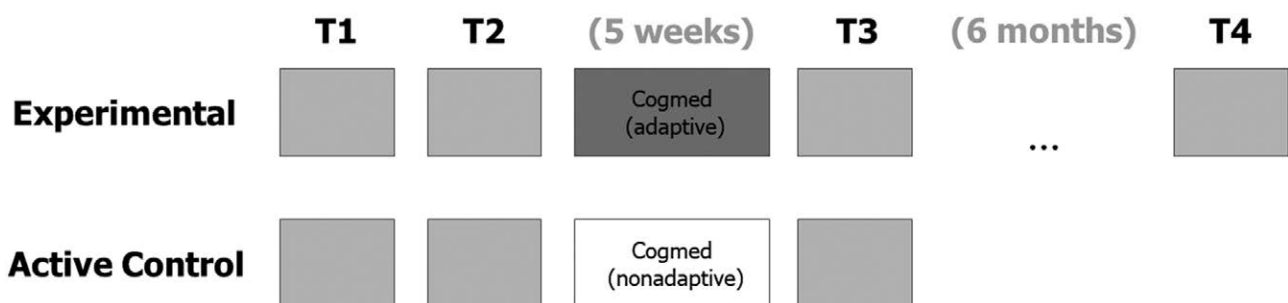 T1 T2 (5 weeks) T3 (6 months) T4
Experimental
Cogmed
(adaptive)
...
Active Control
Cogmed
(nonadaptive)